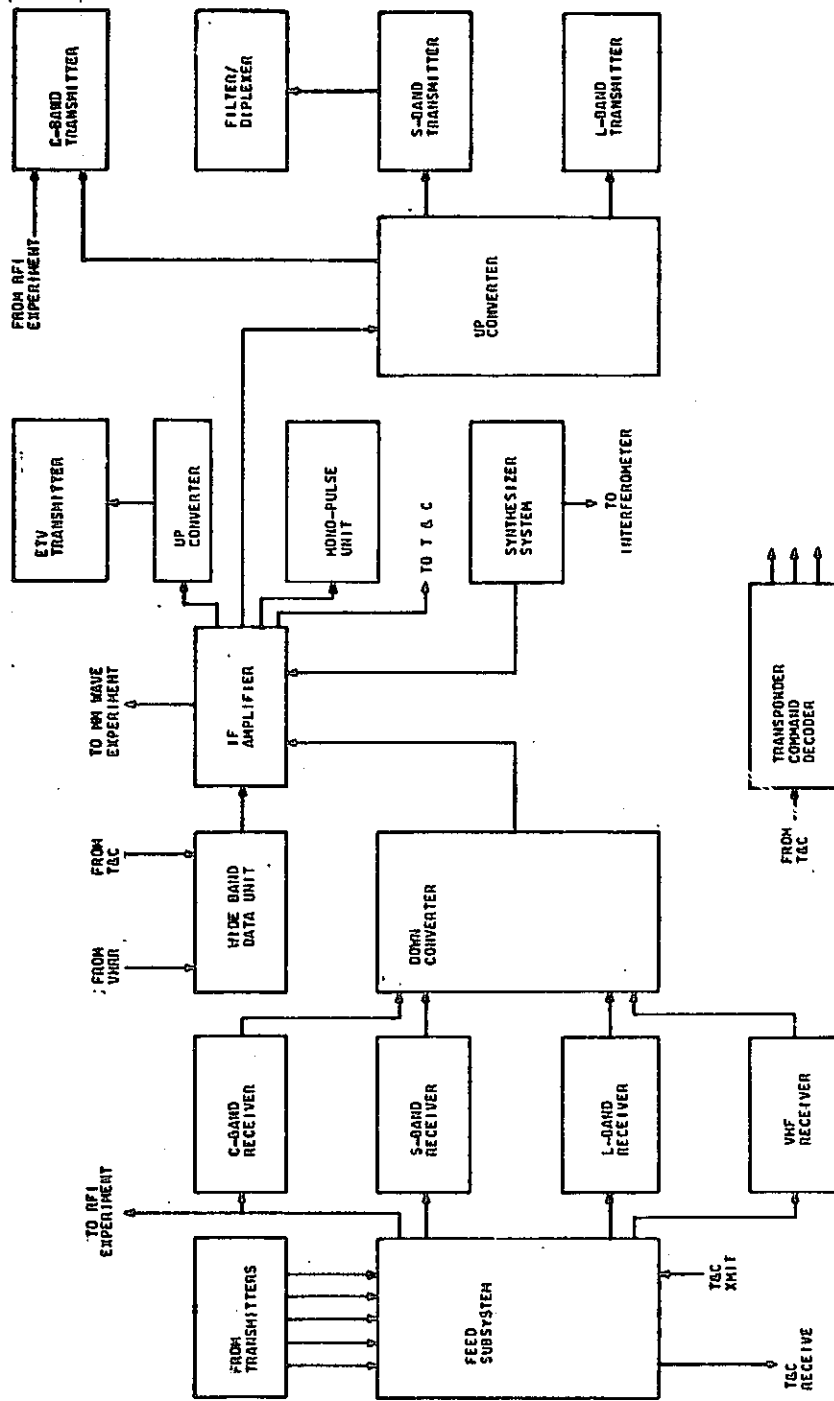 TO RFI
EXPERIMENT
FROM
TRANSMITTERS
FEED
SUBSYSTEM
T&C
RECEIVE
T&C
XMIT
C-BAND
RECEIVER
S-BAND
RECEIVER
L-BAND
RECEIVER
VHF
RECEIVER
FROM
VHRR
FROM
T&C
WIDE BAND
DATA UNIT
DOWN
CONVERTER
TO MM WAVE
EXPERIMENT
IF
AMPLIFIER
FROM
T&C
TRANSPONDER
COMMAND
DECODER
ETV
TRANSMITTER
UP
CONVERTER
MONO-PULSE
UNIT
TO T & C
SYNTHESIZER
SYSTEM
TO
INTERFEROMETER
FROM RFI
EXPERIMENT
UP
CONVERTER
C-BAND
TRANSMITTER
FILTER/
DIPLEXER
S-BAND
TRANSMITTER
L-BAND
TRANSMITTER